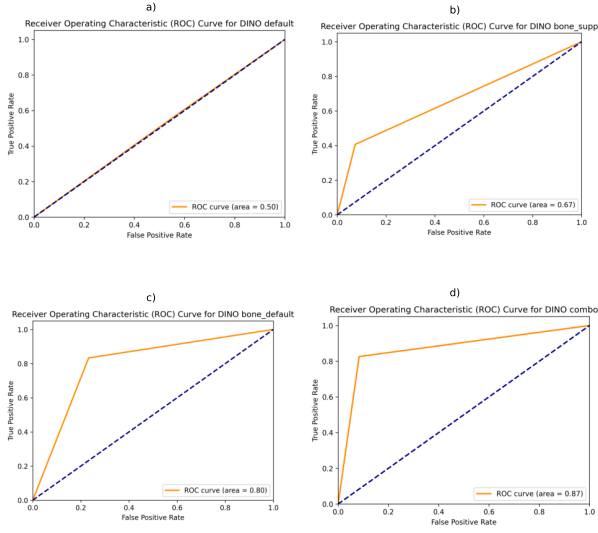 a)
Receiver Operating Characteristic (ROC) Curve for DINO default
1.0
0.8
0.6
0.4
0.2
0.0
True Positive Rate
ROC curve (area = 0.50)
0.0 0.2 0.4 0.6 0.8 1.0
False Positive Rate
b)
Receiver Operating Characteristic (ROC) Curve for DINO bone_supp
1.0
0.8
0.6
0.4
0.2
0.0
True Positive Rate
ROC curve (area = 0.67)
0.0 0.2 0.4 0.6 0.8 1.0
False Positive Rate
c)
Receiver Operating Characteristic (ROC) Curve for DINO bone_default
1.0
0.8
0.6
0.4
0.2
0.0
True Positive Rate
ROC curve (area = 0.80)
0.0 0.2 0.4 0.6 0.8 1.0
False Positive Rate
d)
Receiver Operating Characteristic (ROC) Curve for DINO combo
1.0
0.8
0.6
0.4
0.2
0.0
True Positive Rate
ROC curve (area = 0.87)
0.0 0.2 0.4 0.6 0.8 1.0
False Positive Rate